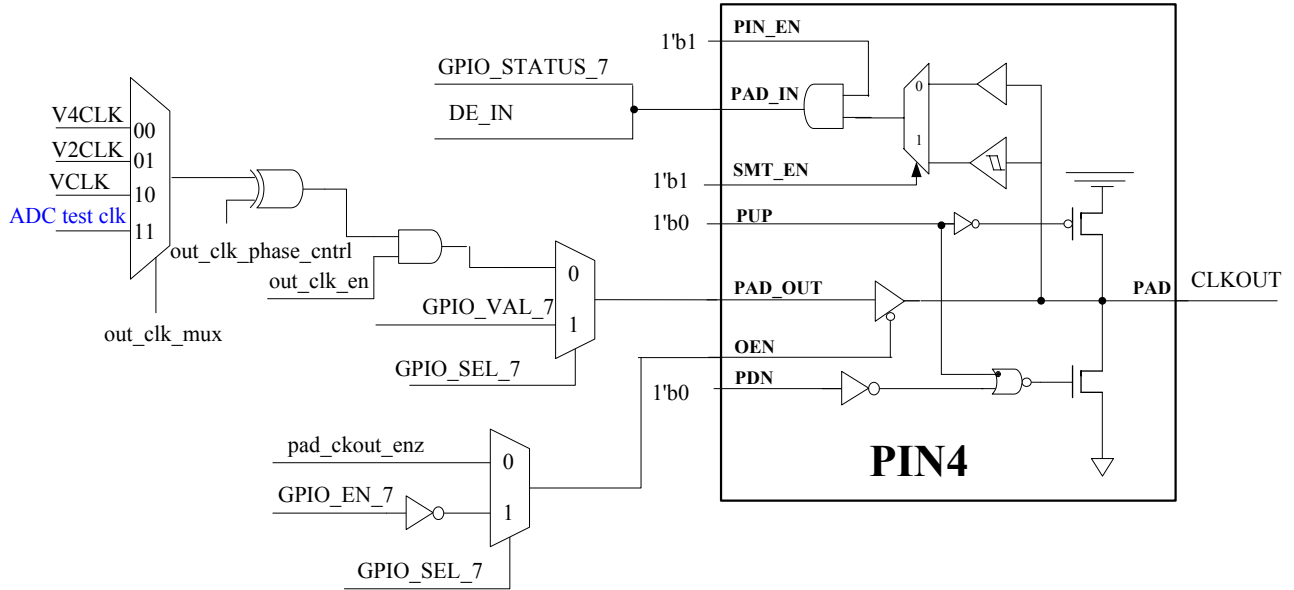 1'b1
PIN_EN
GPIO_STATUS_7
PAD_IN
0
V4CLK
DE_IN
00
V2CLK
01
1
VCLK
10
1'b1
SMT_EN
ADC test clk
11
1'b0
PUP
out_clk_phase_cntrl
0
out_clk_en
PAD_OUT
PAD
CLKOUT
GPIO_VAL_7
1
out_clk_mux
OEN
GPIO_SEL_7
1'b0
PDN
pad_ckout_enz
0
PIN4
GPIO_EN_7
1
GPIO_SEL_7